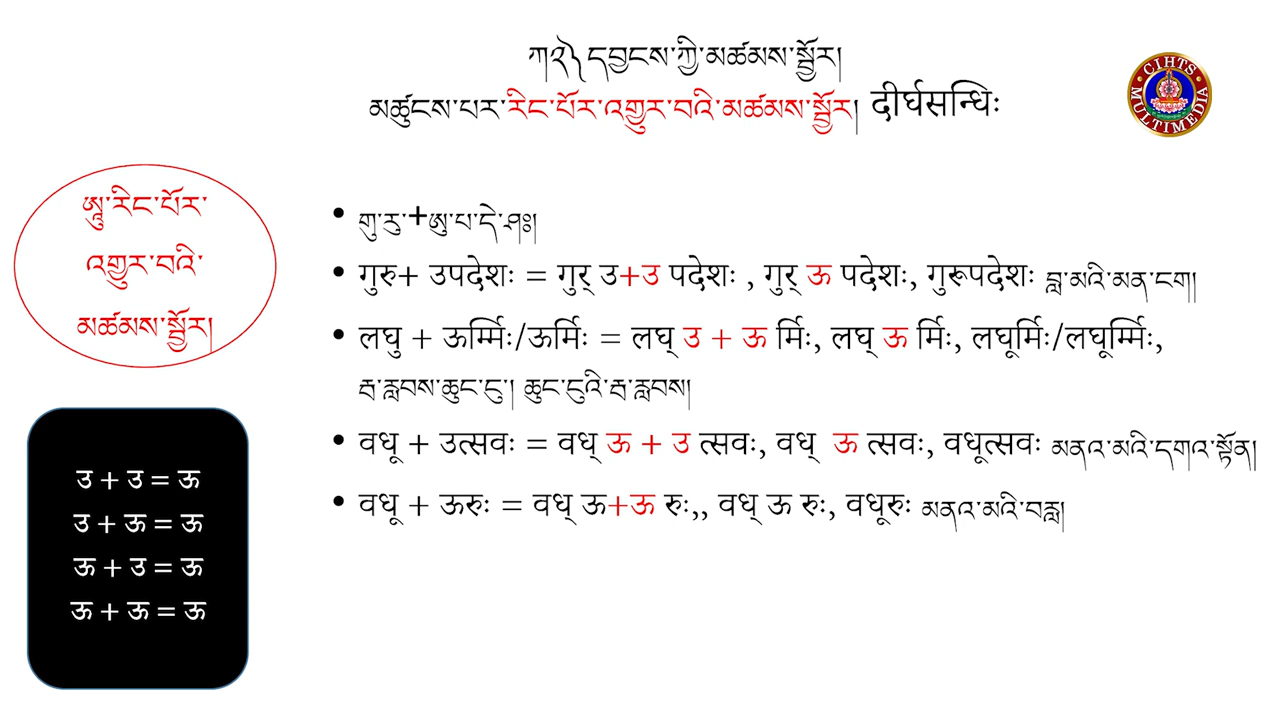 ཀ༢༽ དབྱངས་ཀྱི་མཚམས་སྦྱོར།
མཚུངས་པར་རིང་པོར་འགྱུར་བའི་མཚམས་སྦྱོར། दीर्घसन्धिः
CIHTS
MULTIMEDIA
ཨཱུ་རིང་པོར་
འགྱུར་བའི་
མཚམས་སྦྱོར།
• གུ་རུ་+ཨུ་པ་དེ་ཤཿ།
• गुरु+ उपदेशः = गुर् उ+उ पदेशः , गुर् ऊ पदेशः, गुरूपदेशः བླ་མའི་མན་ངག།
• लघु + ऊर्म्मिः/ऊर्मिः = लघ् उ + ऊ र्मिः, लघ् ऊ र्मिः, लघूर्मिः/लघूर्म्मिः,
རྦ་རླབས་ཆུང་ངུ་། ཆུང་ངུའི་རྦ་རླབས།
• वधू + उत्सवः = वध् ऊ + उ त्सवः, वध् ऊ त्सवः, वधूत्सवः མནའ་མའི་དགའ་སྟོན།
• वधू + ऊरुः = वध् ऊ+ऊ रुः,, वध् ऊ रुः, वधूरुः མནའ་མའི་བརླ།
उ + उ = ऊ
उ + ऊ = ऊ
ऊ + उ = ऊ
ऊ + ऊ = ऊ